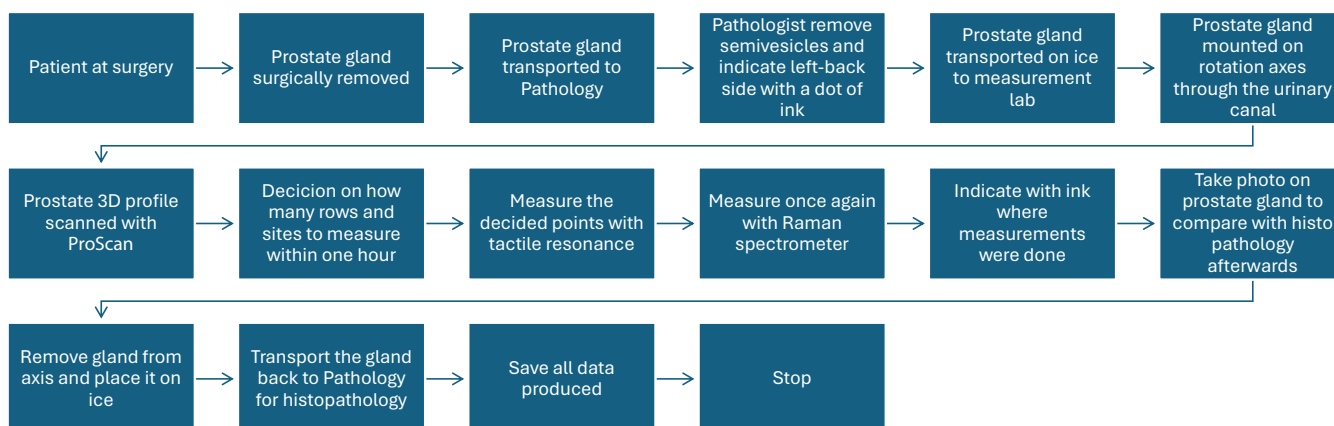 Patient at surgery
Prostate gland
surgically removed
Prostate gland
transported to
Pathology
Pathologist remove
semivesicles and
indicate left-back
side with a dot of
ink
Prostate gland
transported on ice
to measurement
lab
Prostate gland
mounted on
rotation axes
through the urinary
canal
Prostate 3D profile
scanned with
ProScan
Decicion on how
many rows and
sites to measure
within one hour
Measure the
decided points with
tactile resonance
Measure once again
with Raman
spectrometer
Indicate with ink
where
measurements
were done
Take photo on
prostate gland to
compare with histo
pathology
afterwards
Remove gland from
axis and place it on
ice
Transport the gland
back to Pathology
for histopathology
Save all data
produced
Stop